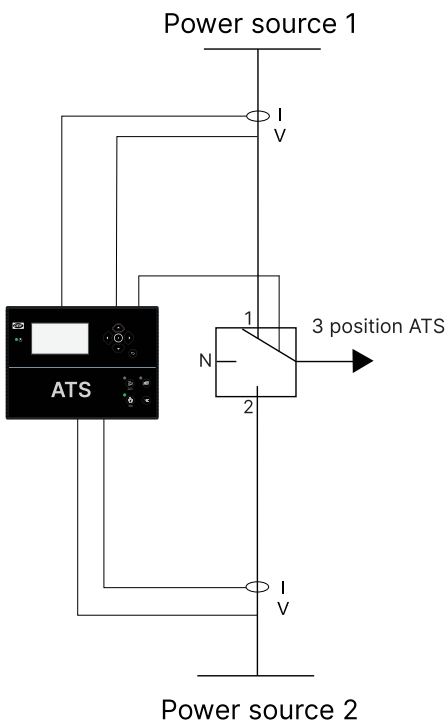 Power source 1
I
V
1
3 position ATS
N
ATS
2
I
V
Power source 2